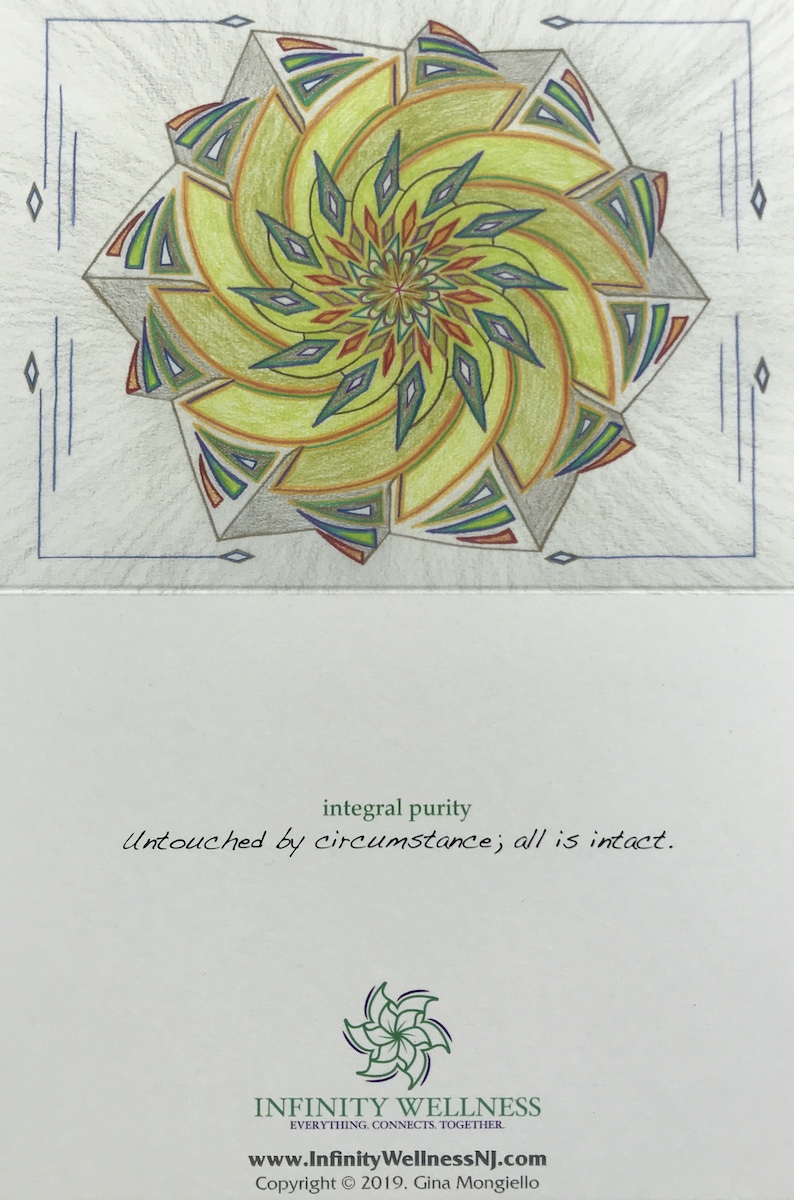 integral purity
Untouched by circumstance; all is intact.
INFINITY WELLNESS
EVERYTHING. CONNECTS. TOGETHER.
www.InfinityWellnessNJ.com
Copyright © 2019. Gina Mongiello